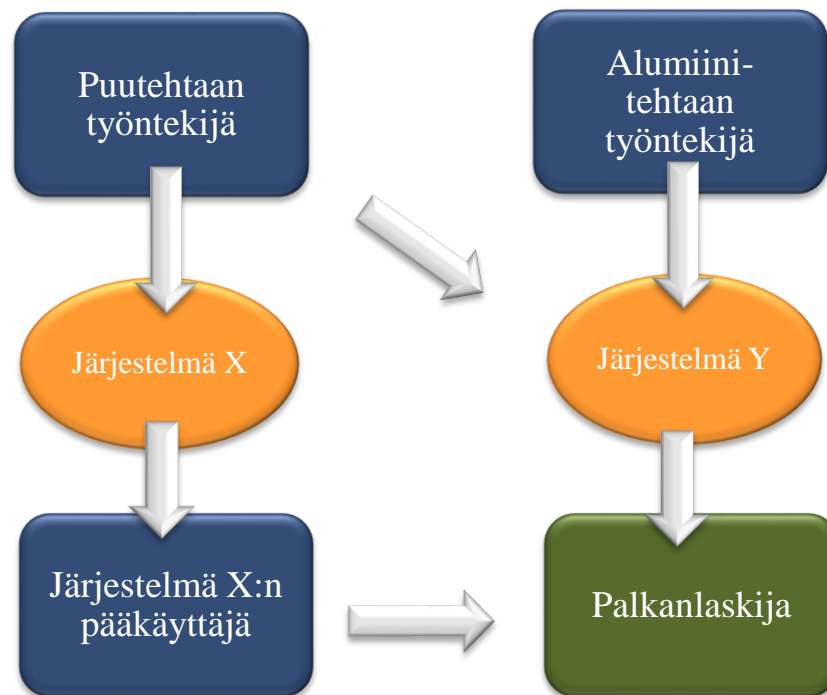 Puutehtaan
työntekijä
Alumiini-
tehtaan
työntekijä
Järjestelmä X
Järjestelmä Y
Järjestelmä X:n
pääkäyttäjä
Palkanlaskija